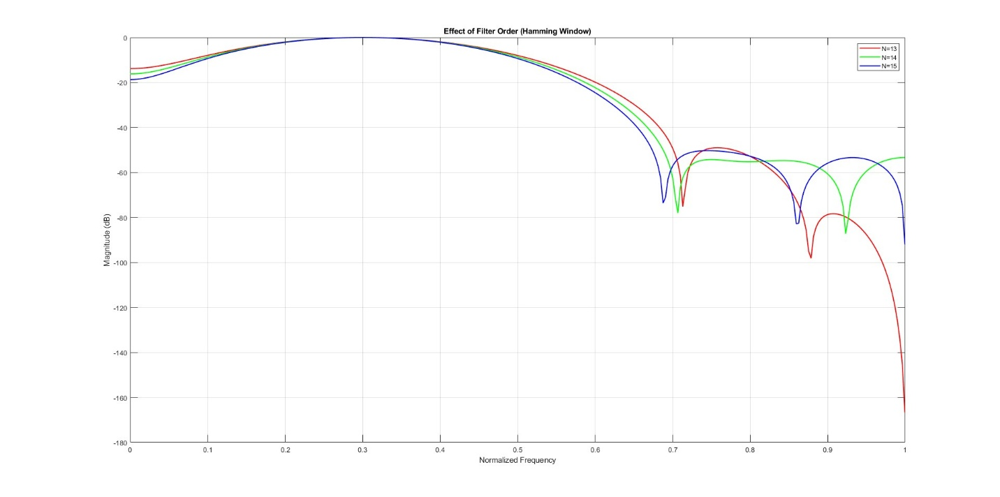 Effect of Filter Order (Hamming Window)
0
-20
-40
-60
-80
-100
-120
-140
-160
-180
Magnitude (dB)
N=13
N=14
N=15
0 0.1 0.2 0.3 0.4 0.5 0.6 0.7 0.8 0.9 1
Normalized Frequency